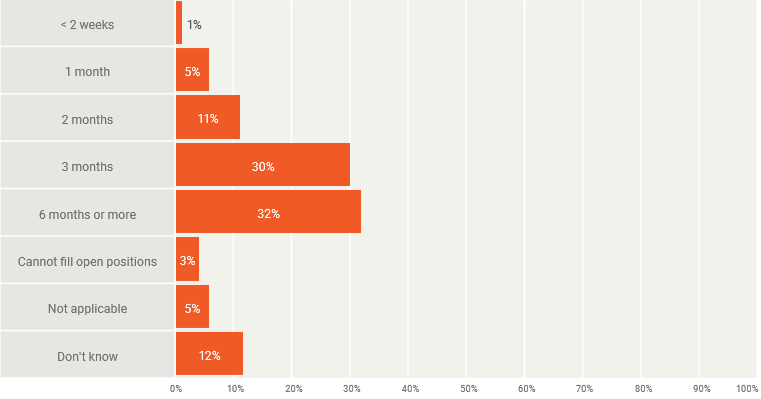 < 2 weeks 1%
1 month 5%
2 months 11%
3 months 30%
6 months or more 32%
Cannot fill open positions 3%
Not applicable 5%
Don't know 12%
0% 10% 20% 30% 40% 50% 60% 70% 80% 90% 100%